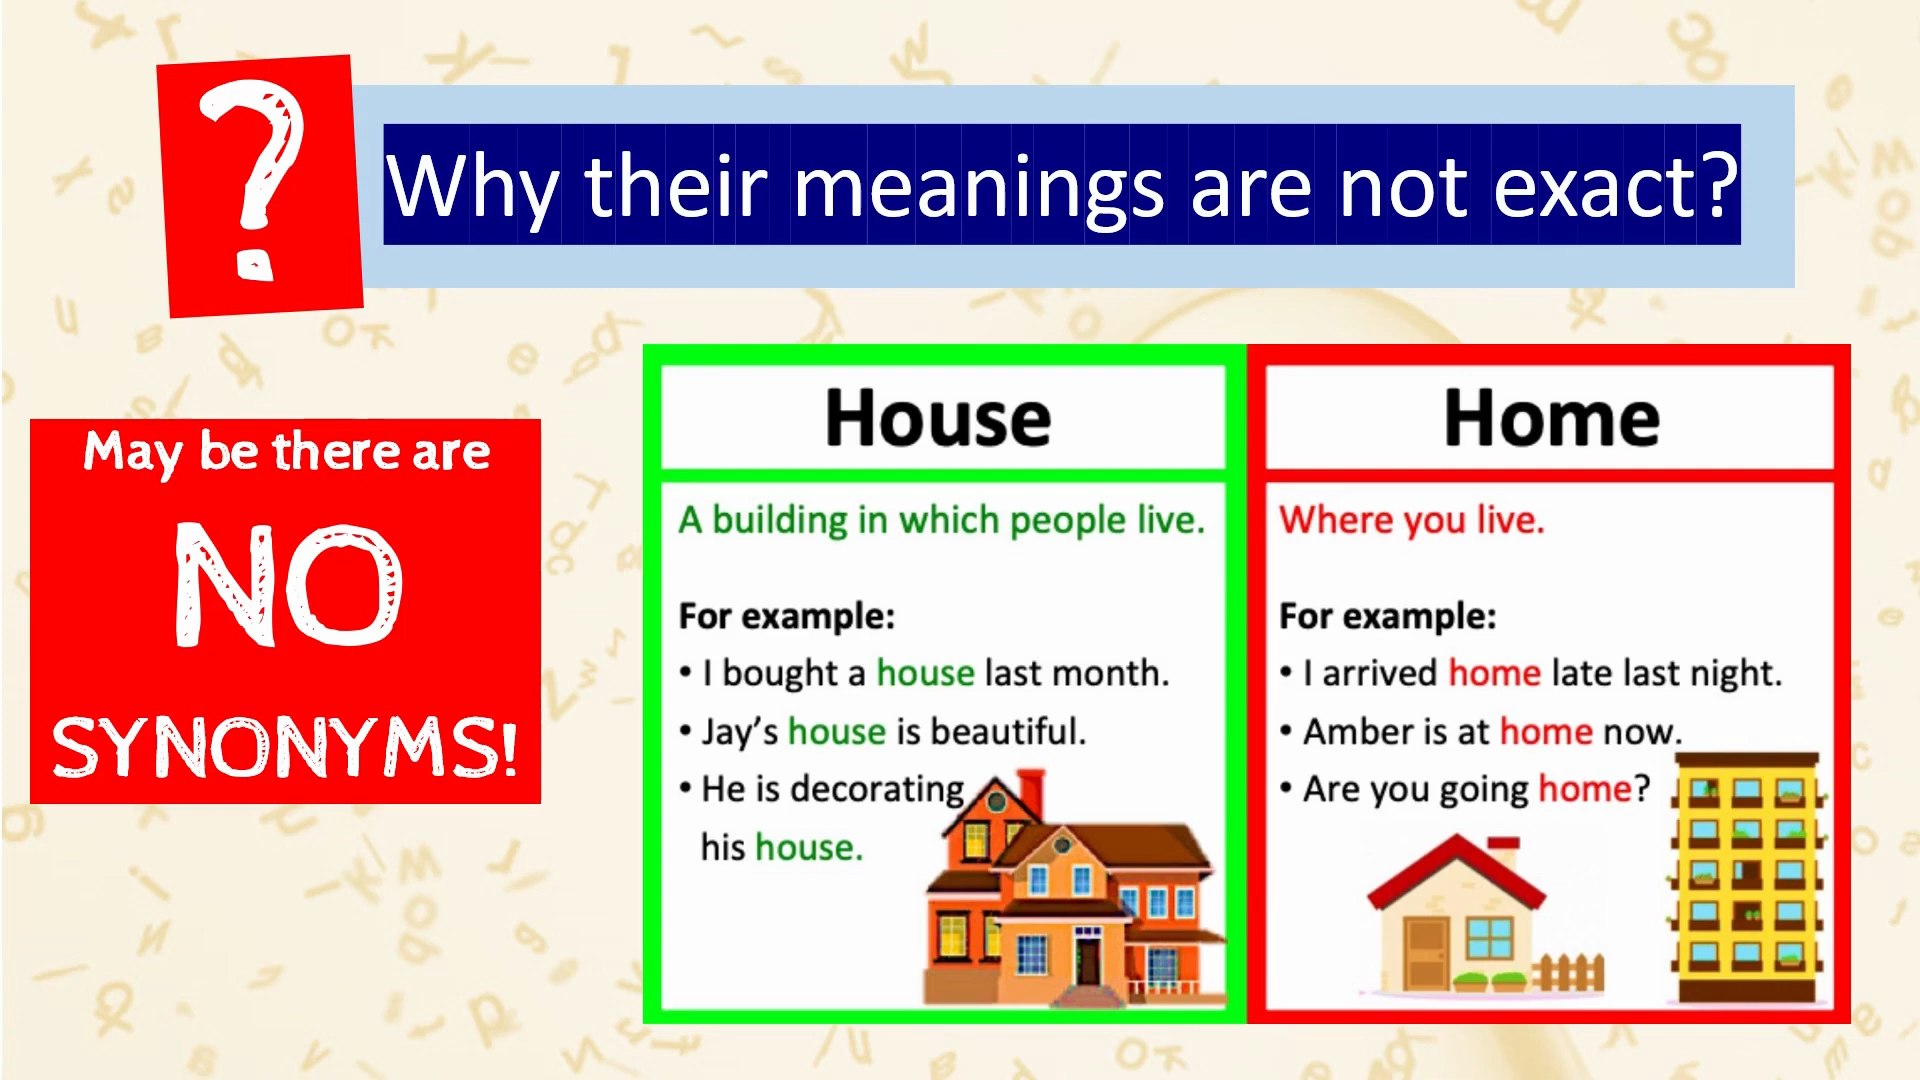 ?
Why their meanings are not exact?
May be there are
NO
SYNONYMS!
House
A building in which people live.
For example:
• I bought a house last month.
• Jay’s house is beautiful.
• He is decorating
his house.
Home
Where you live.
For example:
• I arrived home late last night.
• Amber is at home now.
• Are you going home?